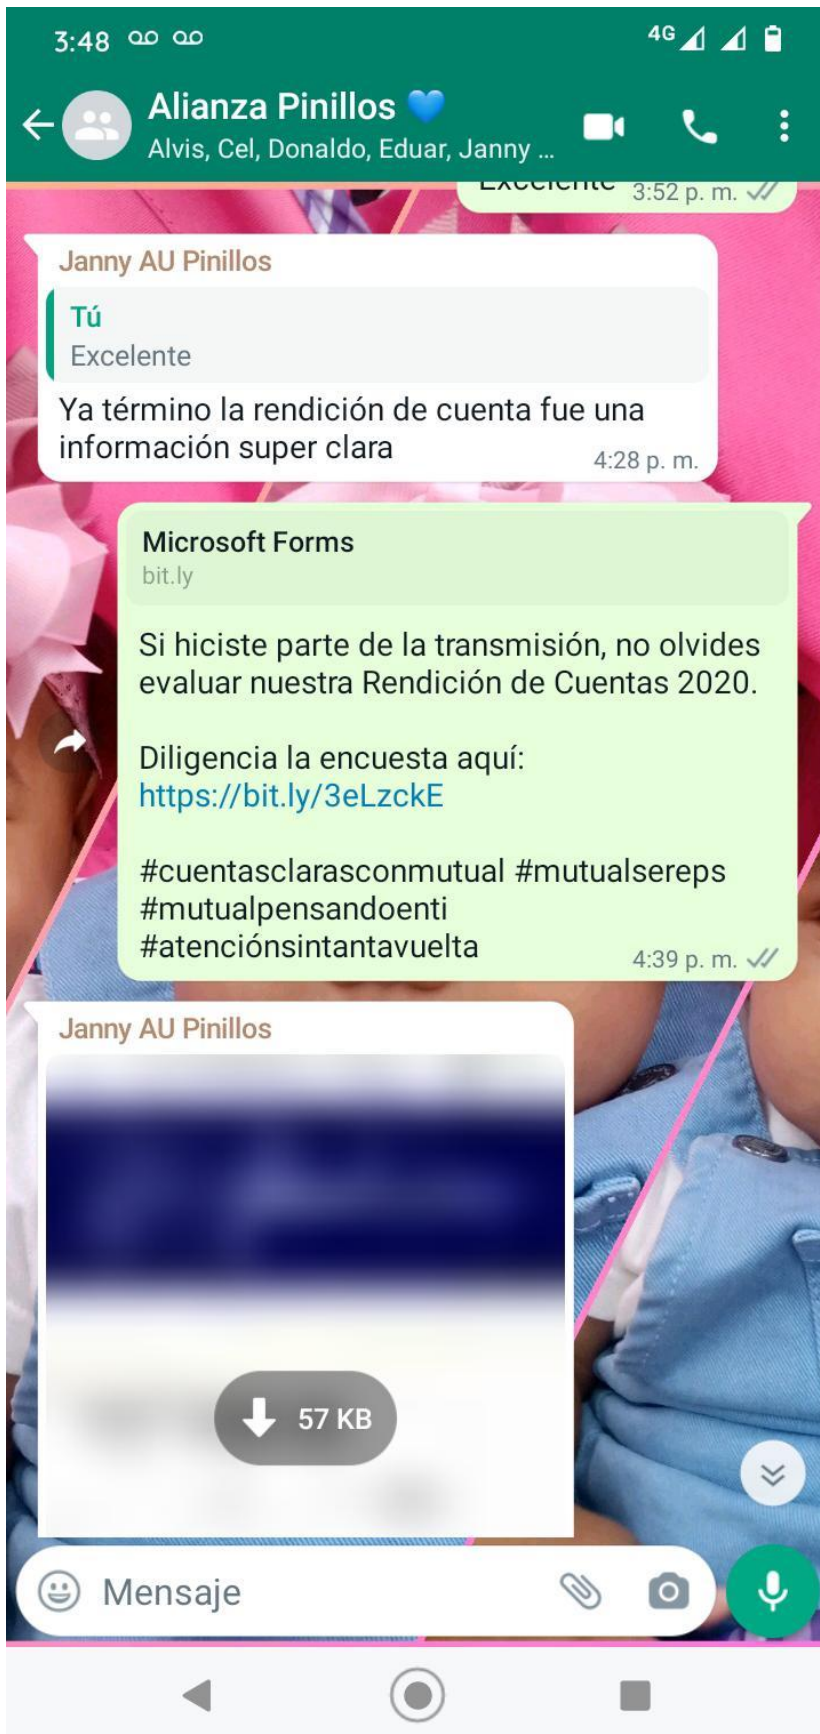 3:48
4G
Alianza Pinillos 💙
Alvis, Cel, Donaldo, Eduar, Janny ...
Excelente 3:52 p. m.
Janny AU Pinillos
Tú
Excelente
Ya término la rendición de cuenta fue una
información super clara
4:28 p. m.
Microsoft Forms
bit.ly
Si hiciste parte de la transmisión, no olvides
evaluar nuestra Rendición de Cuentas 2020.
Diligencia la encuesta aquí:
https://bit.ly/3eLzckE
#cuentasclarasconmutual #mutualsereps
#mutualpensandoenti
#atenciónsintantavuelta
4:39 p. m.
Janny AU Pinillos
57 KB
Mensaje